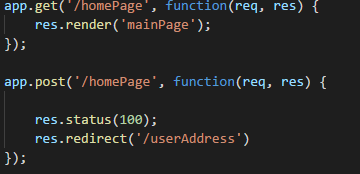 app.get('/homePage', function(req, res) {
    res.render('mainPage');
});

app.post('/homePage', function(req, res) {

    res.status(100);
    res.redirect('/userAddress')
});